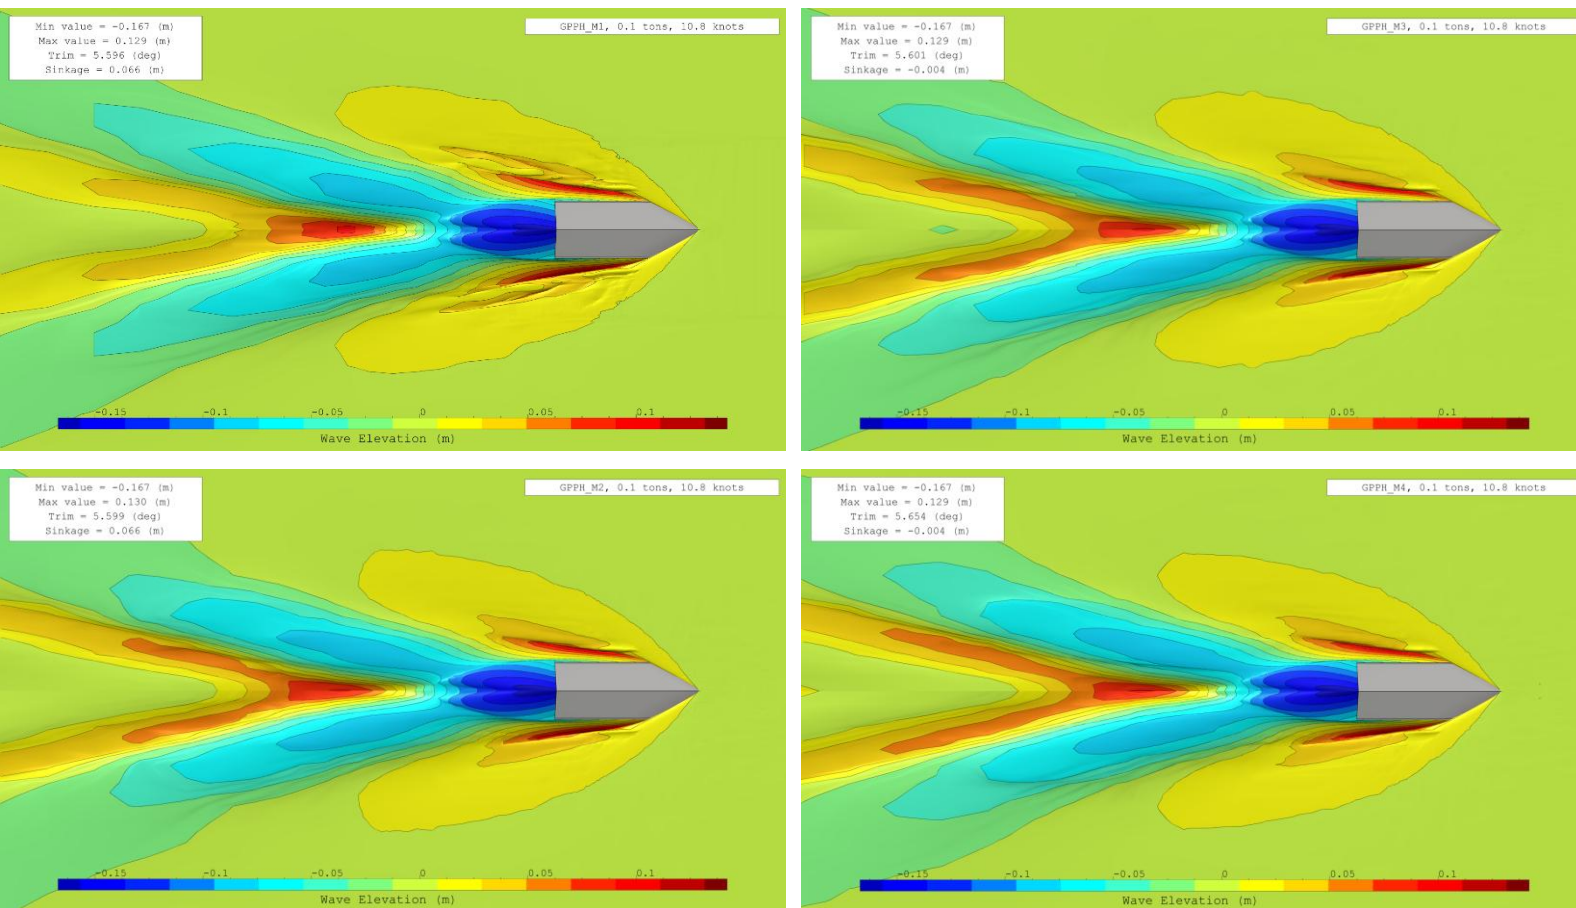 Min value = -0.167 (m)
Max value = 0.129 (m)
Trim = 5.596 (deg)
Sinkage = 0.066 (m)
GPPH_M1, 0.1 tons, 10.8 knots
-0.15 -0.1 -0.05 0 0.05 0.1
Wave Elevation (m)
Min value = -0.167 (m)
Max value = 0.129 (m)
Trim = 5.601 (deg)
Sinkage = -0.004 (m)
GPPH_M3, 0.1 tons, 10.8 knots
-0.15 -0.1 -0.05 0 0.05 0.1
Wave Elevation (m)
Min value = -0.167 (m)
Max value = 0.130 (m)
Trim = 5.599 (deg)
Sinkage = 0.066 (m)
GPPH_M2, 0.1 tons, 10.8 knots
-0.15 -0.1 -0.05 0 0.05 0.1
Wave Elevation (m)
Min value = -0.167 (m)
Max value = 0.129 (m)
Trim = 5.654 (deg)
Sinkage = -0.004 (m)
GPPH_M4, 0.1 tons, 10.8 knots
-0.15 -0.1 -0.05 0 0.05 0.1
Wave Elevation (m)